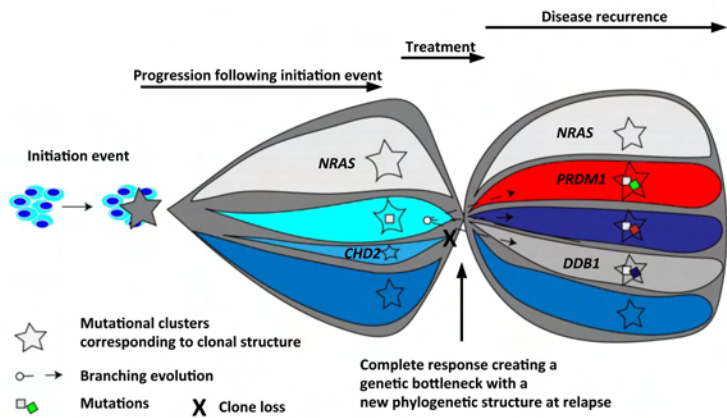 Disease recurrence
Treatment
Progression following initiation event
NRAS
NRAS
Initiation event
PRDM1
CHD2
X
DDB1
Mutational clusters
corresponding to clonal structure
Branching evolution
Mutations
X Clone loss
Complete response creating a
genetic bottleneck with a
new phylogenetic structure at relapse